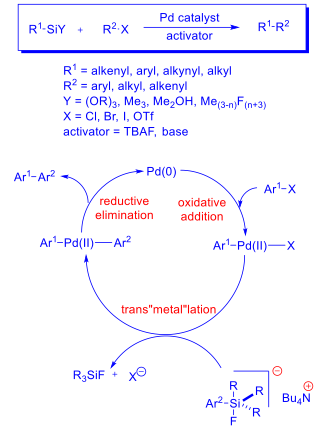 R¹-SiY + R²-X Pd catalyst activator R¹-R²
R¹ = alkenyl, aryl, alkynyl, alkyl
R² = aryl, alkyl, alkenyl
Y = (OR)₃, Me₃, Me₂OH, Me₍₃₋ₙ₎F₍ₙ₊₃₎
X = Cl, Br, I, OTf
activator = TBAF, base
Ar¹-Ar² Pd(0)
reductive elimination
oxidative addition
Ar¹-X
Ar¹-Pd(II)-Ar²
Ar¹-Pd(II)-X
trans"metal"lation
R₃SiF + X⊖
Ar²-Si R R R F ⊖
Bu₄N⊕